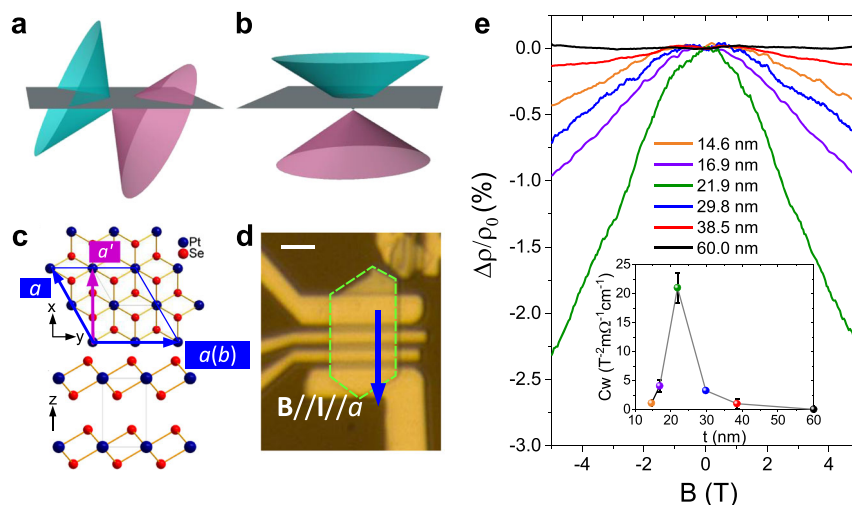 a
b
c
Pt
Se
a'
a
x
y
a(b)
z
d
B//I//a
e
Δρ/ρ₀ (%)
0.0
-0.5
-1.0
-1.5
-2.0
-2.5
-3.0
14.6 nm
16.9 nm
21.9 nm
29.8 nm
38.5 nm
60.0 nm
Cw (T⁻²mΩ⁻¹cm⁻¹)
25
20
15
10
5
0
10 20 30 40 50 60
t (nm)
-4 -2 0 2 4
B (T)